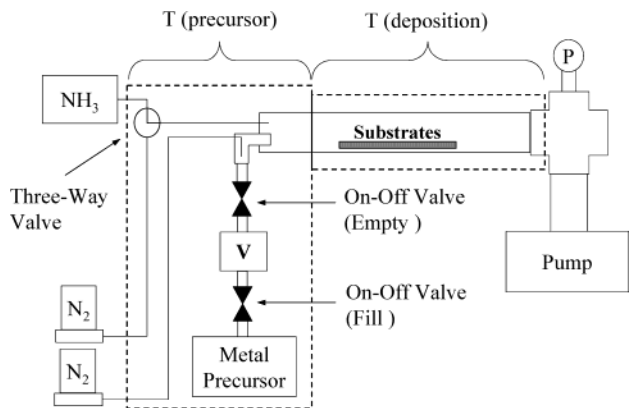 T (precursor)
T (deposition)
P
NH3
Substrates
Three-Way
Valve
On-Off Valve
(Empty )
V
Pump
N2
On-Off Valve
(Fill )
N2
Metal
Precursor